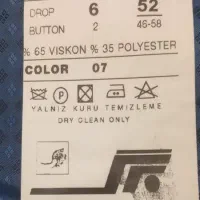 DROP 6 52
BUTTON 2 46-58
% 65 VISKON % 35 POLYESTER
COLOR 07
P
YALNIZ KURU TEMİZLEME
DRY CLEAN ONLY